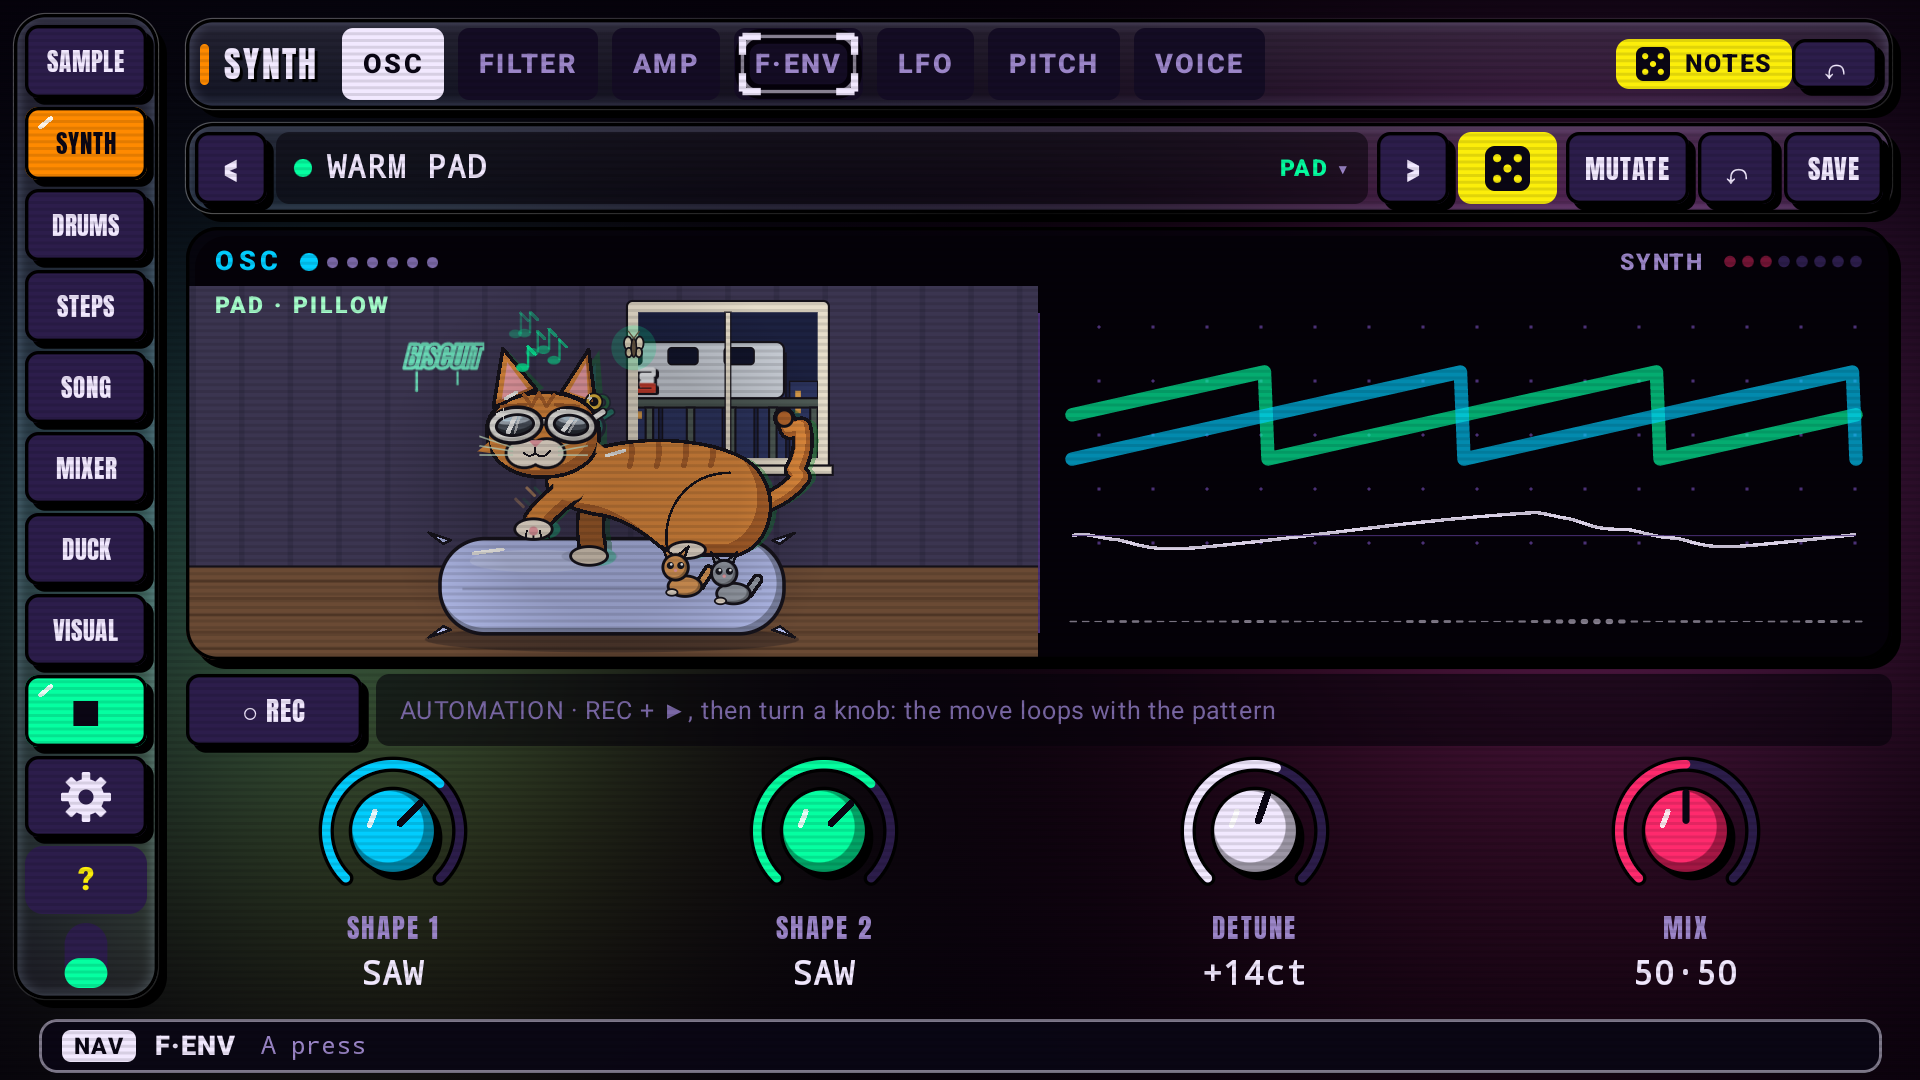 SAMPLE
SYNTH
DRUMS
STEPS
SONG
MIXER
DUCK
VISUAL
?
SYNTH OSC FILTER AMP F·ENV LFO PITCH VOICE NOTES
< WARM PAD PAD ▾ > MUTATE SAVE
OSC SYNTH
PAD · PILLOW
BISCUIT
○ REC AUTOMATION · REC + ►, then turn a knob: the move loops with the pattern
SHAPE 1 SHAPE 2 DETUNE MIX
SAW SAW +14ct 50·50
NAV F·ENV A press